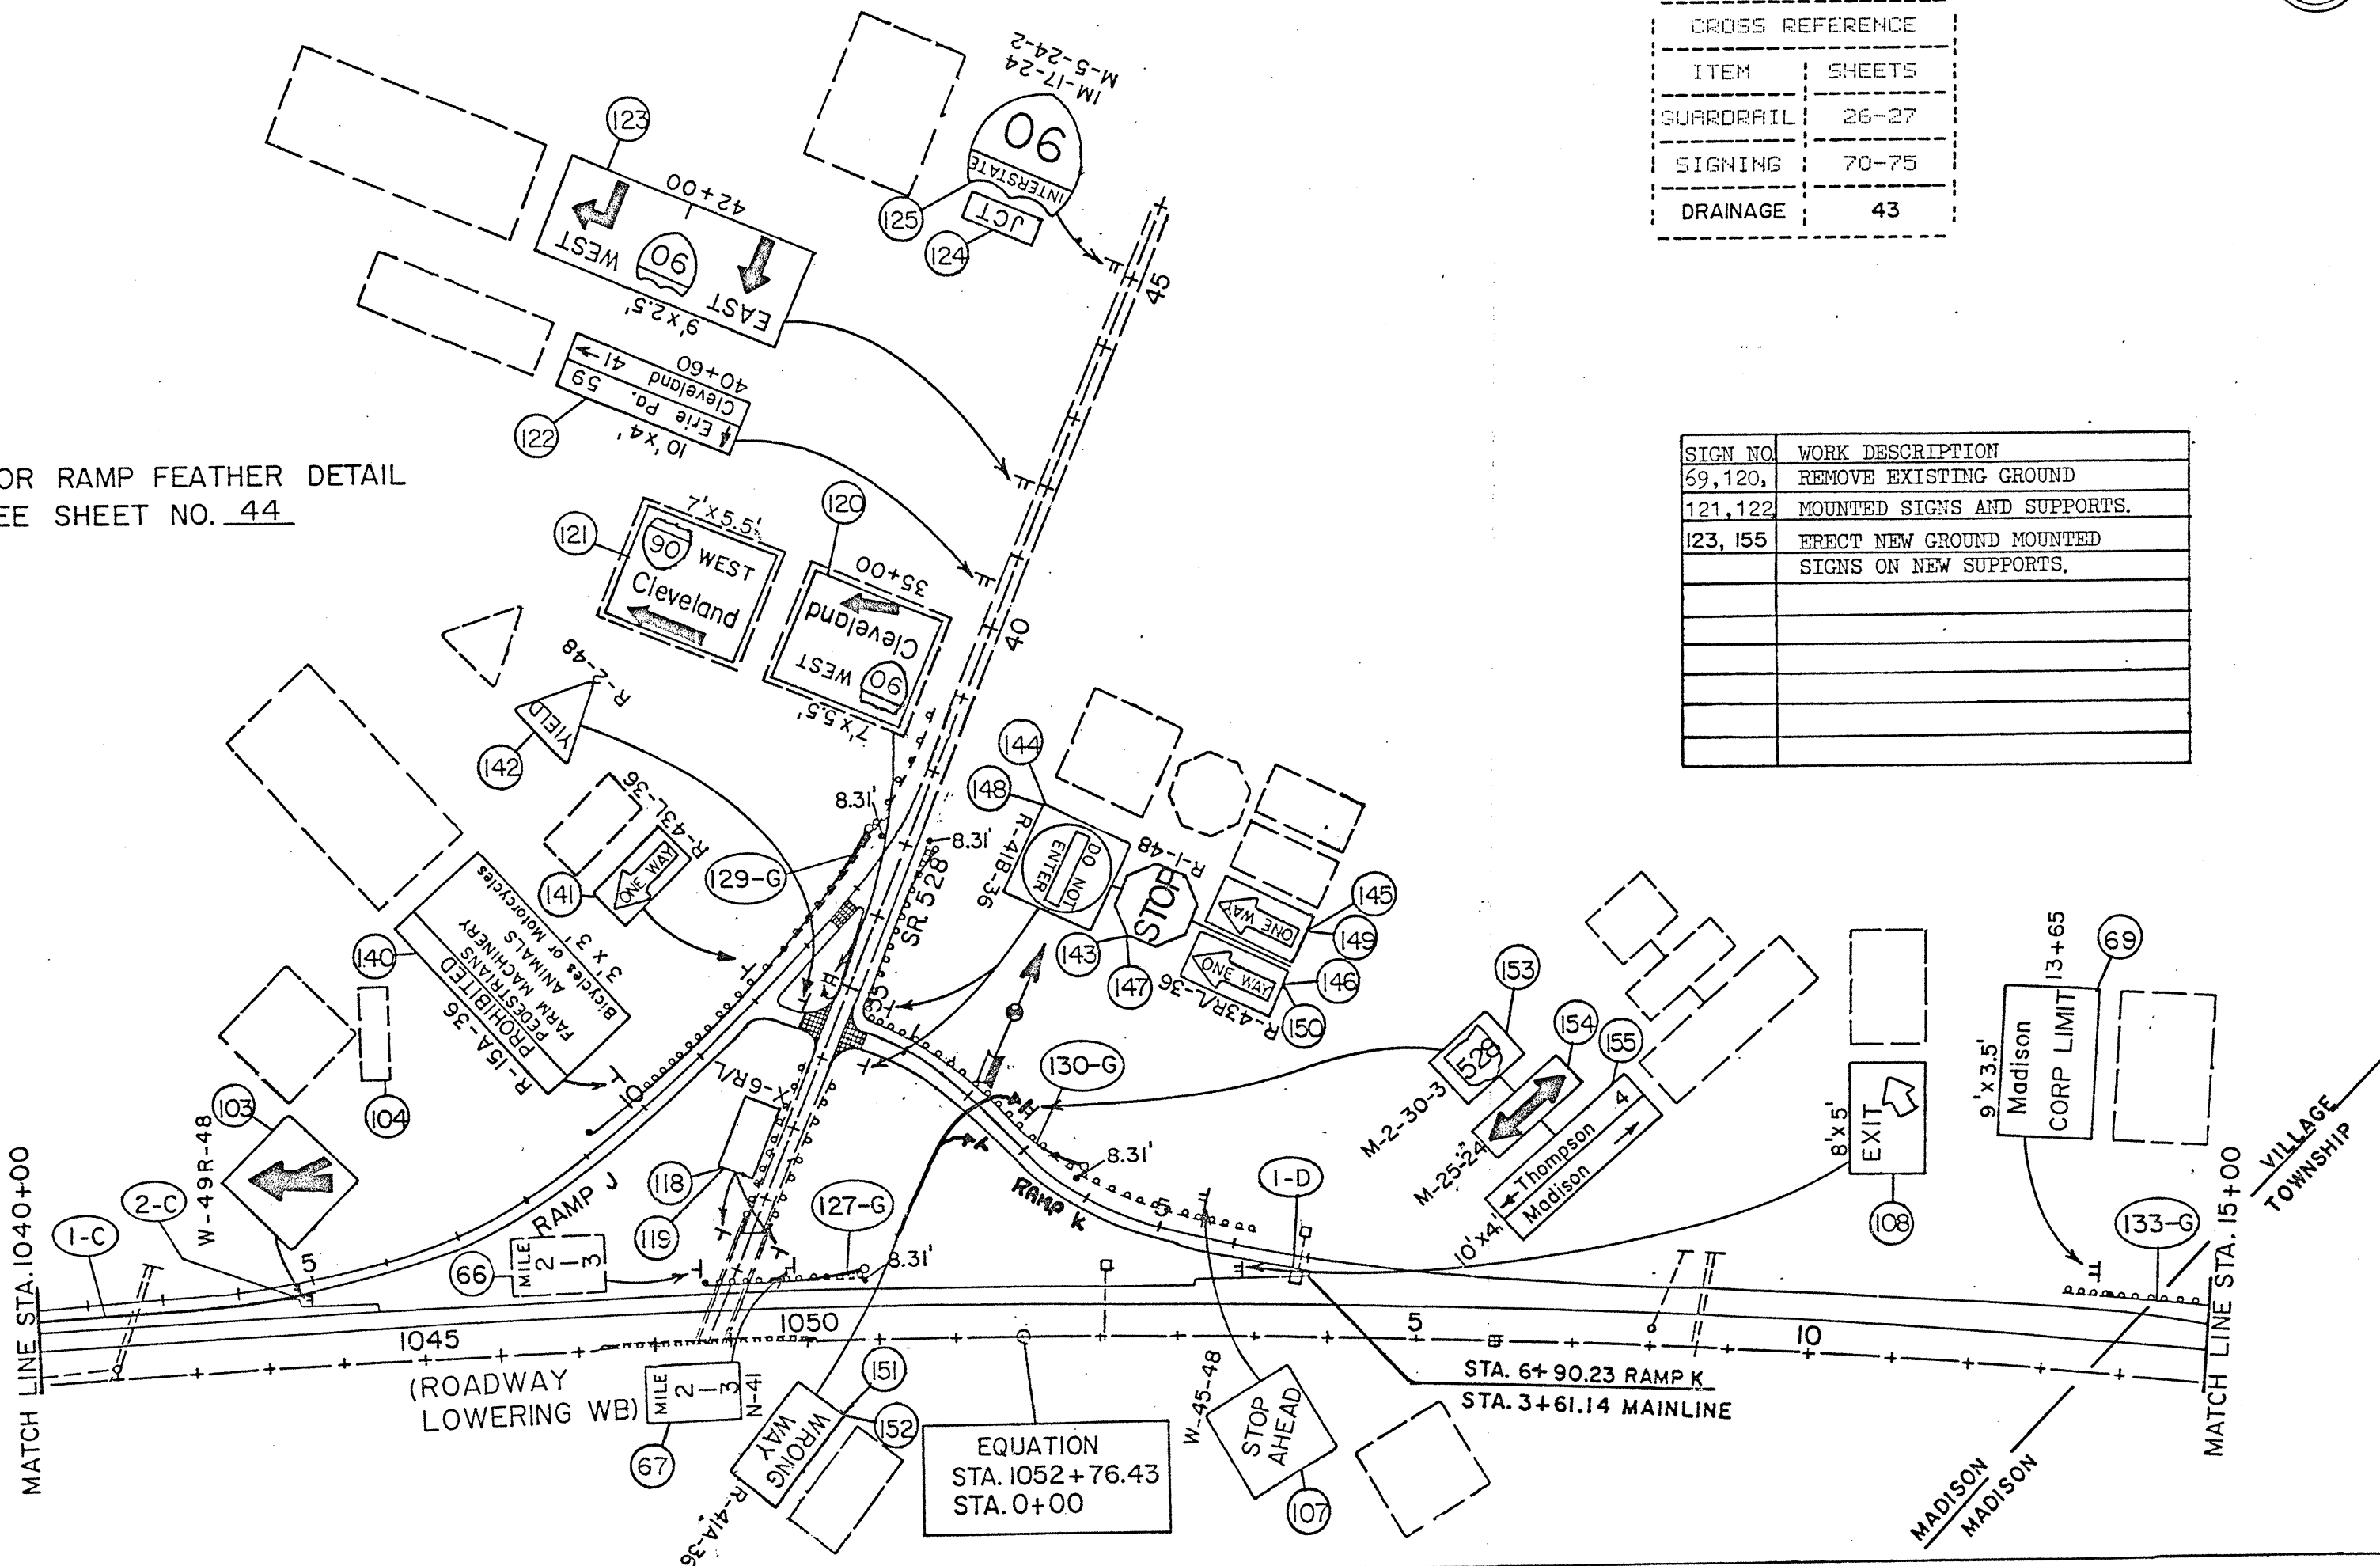 CROSS REFERENCE
ITEM SHEETS
GUARDRAIL 26-27
SIGNING 70-75
DRAINAGE 43
1M-17-24
M-5-24-2
INTERSTATE
90
JCT
125
124
123
42+00
WEST
90
EAST
9'x2.5'
40+60
Cleveland 41
Erie Pa. 59
10'x4'
122
45
40
OR RAMP FEATHER DETAIL
EE SHEET NO. 44
SIGN NO WORK DESCRIPTION
69,120, REMOVE EXISTING GROUND
121,122 MOUNTED SIGNS AND SUPPORTS.
123, 155 ERECT NEW GROUND MOUNTED
SIGNS ON NEW SUPPORTS.
121
7'x5.5'
90 WEST
Cleveland
120
35+00
Cleveland
WEST
90
7'x5.5'
R-2-48
YIELD
142
R-43L-36
ONE WAY
141
129-G
8.31'
8.31'
SR. 528
35
140
Bicycles or Motorcycles
3' X 3'
ANIMALS
FARM MACHINERY
PEDESTRIANS
PROHIBITED
R-15A-36
10
144
148
R-41B-36
DO NOT
ENTER
R-1-48
STOP
143
147
ONE WAY
ONE WAY
145
149
146
150
R-43R/L-36
130-G
8.31'
103
104
W-49R-48
1-C
2-C
5
RAMP J
66
MILE
2-3
X-6R/L
118
119
127-G
8.31'
RAMP K
5
1-D
153
528
M-2-30-3
154
M-25-24
155
Thompson
Madison 4
10'x4'
8'x5'
EXIT
108
9'x3.5'
Madison
CORP LIMIT
13+65
69
133-G
VILLAGE
TOWNSHIP
MATCH LINE STA.1040+00
MATCH LINE STA. 15+00
1045
1050
5
10
(ROADWAY
LOWERING WB)
MILE
2-3
N-41
67
WRONG
WAY
151
152
R-41A-36
EQUATION
STA. 1052+76.43
STA. 0+00
W-45-48
STOP
AHEAD
107
STA. 6+90.23 RAMP K
STA. 3+61.14 MAINLINE
MADISON
MADISON